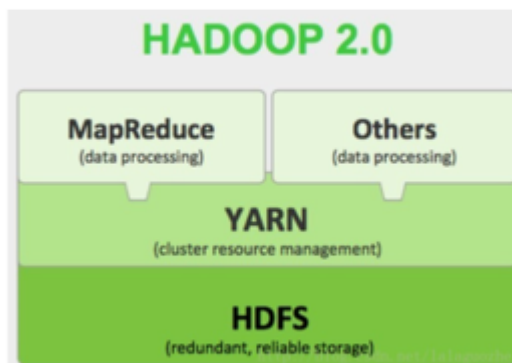 HADOOP 2.0
MapReduce
(data processing)
Others
(data processing)
YARN
(cluster resource management)
HDFS
(redundant, reliable storage)